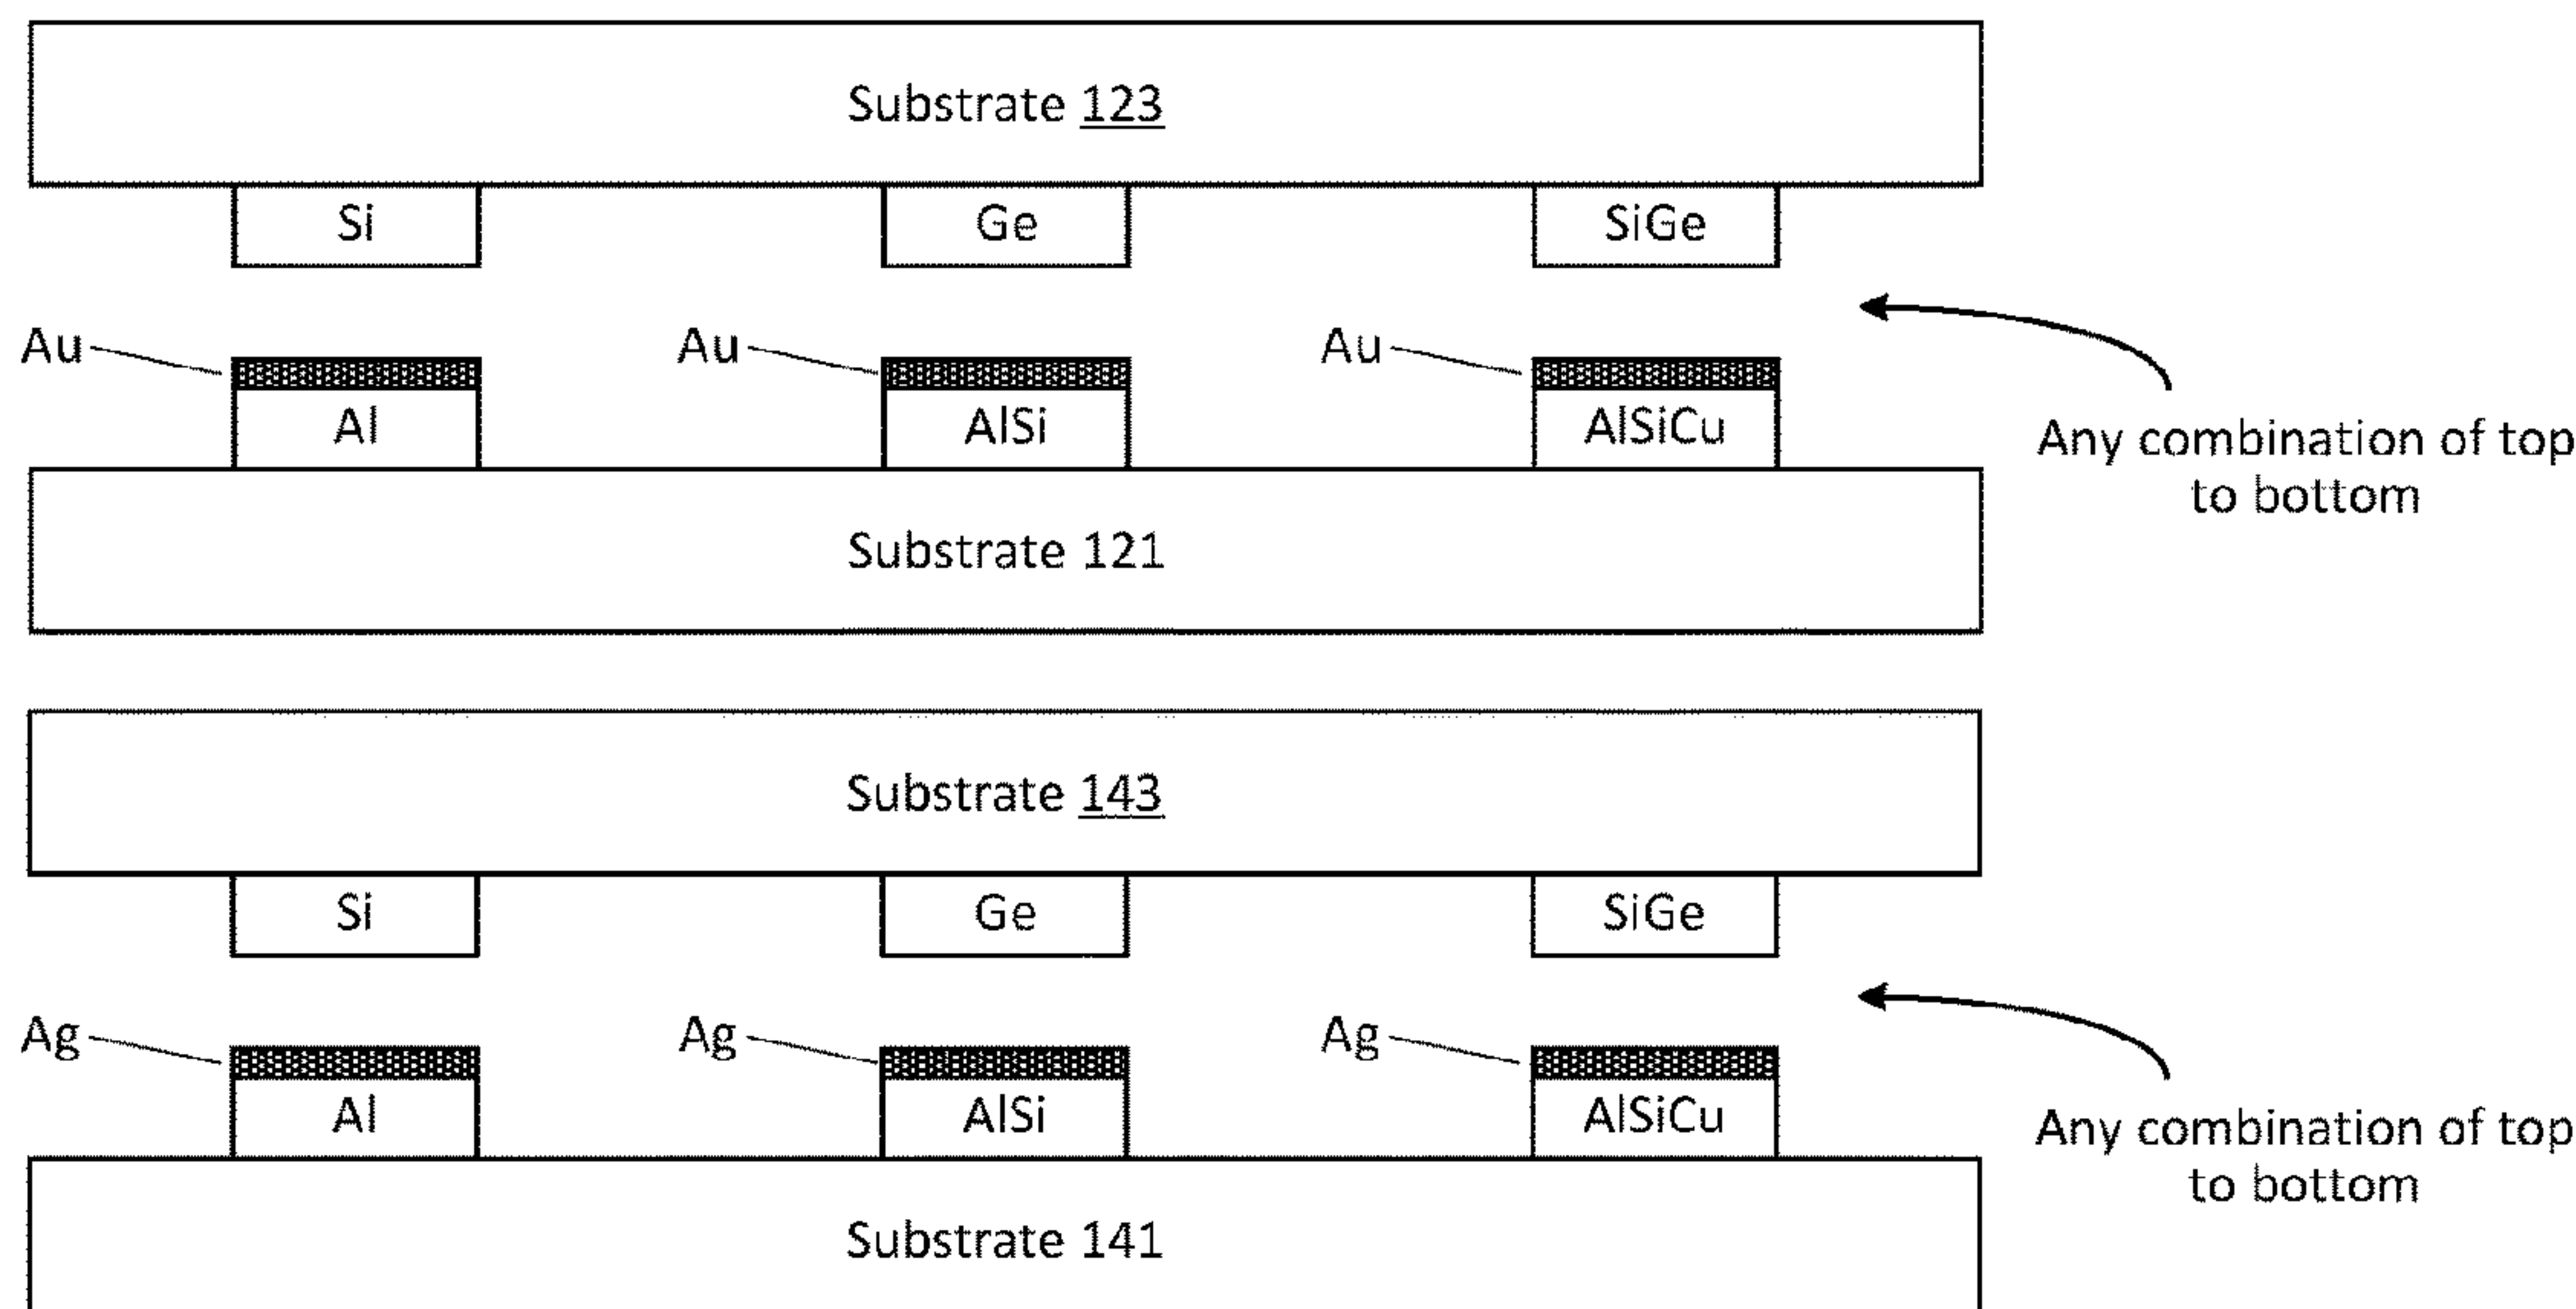 Substrate 123
Si Ge SiGe
Au Au Au
Al AlSi AlSiCu
Any combination of top
to bottom
Substrate 121
Substrate 143
Si Ge SiGe
Ag Ag Ag
Al AlSi AlSiCu
Any combination of top
to bottom
Substrate 141